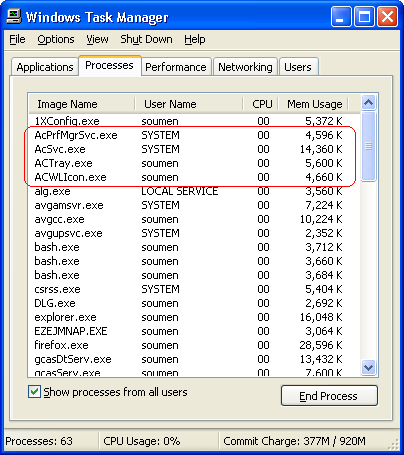 Windows Task Manager
File Options View Shut Down Help
Applications Processes Performance Networking Users
Image Name User Name CPU Mem Usage
1XConfig.exe soumen 00 5,372 K
AcPrfMgrSvc.exe SYSTEM 00 4,596 K
AcSvc.exe SYSTEM 00 14,360 K
ACTray.exe soumen 00 5,600 K
ACWLIcon.exe soumen 00 4,660 K
alg.exe LOCAL SERVICE 00 3,560 K
avgamsvr.exe SYSTEM 00 7,224 K
avgcc.exe soumen 00 10,224 K
avgupsvc.exe SYSTEM 00 2,352 K
bash.exe soumen 00 3,712 K
bash.exe soumen 00 3,660 K
bash.exe soumen 00 3,684 K
csrss.exe SYSTEM 00 5,404 K
DLG.exe soumen 00 2,692 K
explorer.exe soumen 00 16,048 K
EZEJMNAP.EXE soumen 00 3,064 K
firefox.exe soumen 00 28,596 K
gcasDtServ.exe soumen 00 13,432 K
gcasServ.exe soumen 00 7,600 K
Show processes from all users End Process
Processes: 63 CPU Usage: 0% Commit Charge: 377M / 920M